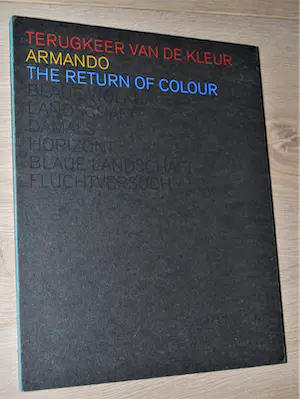 TERUGKEER VAN DE KLEUR
ARMANDO
THE RETURN OF COLOUR
LANDSCHAFT
DAMALS
HORIZONT
BLAUE LANDSCHAFT
FLUCHTVERSUCH